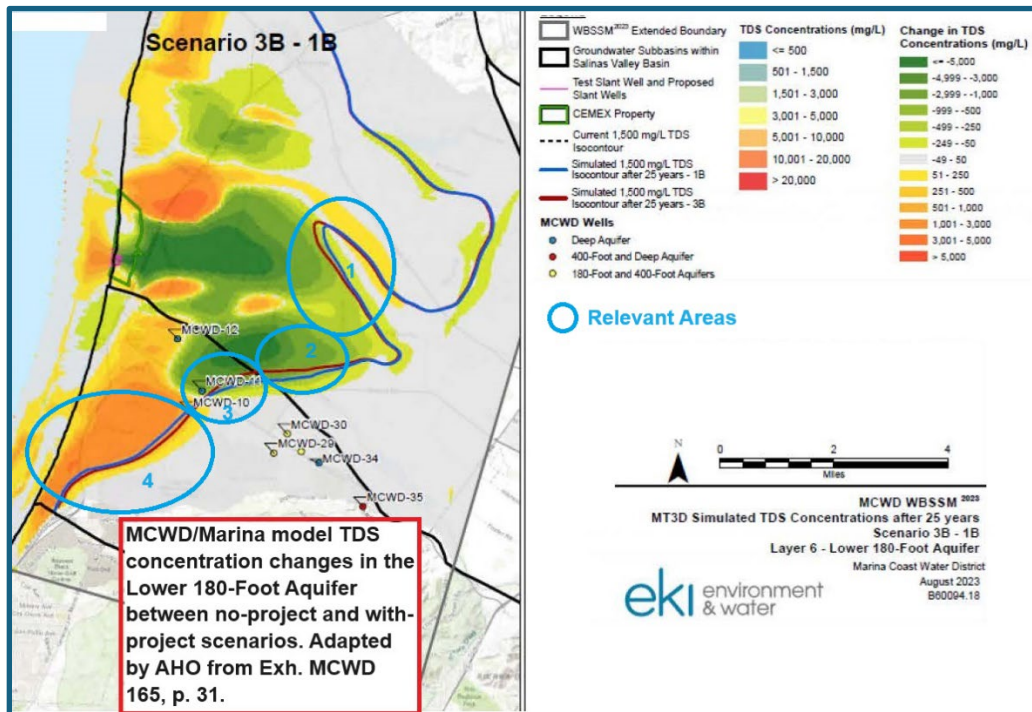 Scenario 3B - 1B
1
2
3
4
MCWD-12
MCWD-11
MCWD-10
MCWD-30
MCWD-29
MCWD-34
MCWD-35
MCWD/Marina model TDS
concentration changes in the
Lower 180-Foot Aquifer
between no-project and with-
project scenarios. Adapted
by AHO from Exh. MCWD
165, p. 31.
WBSSM2023 Extended Boundary
Groundwater Subbasins within
Salinas Valley Basin
Test Slant Well and Proposed
Slant Wells
CEMEX Property
Current 1,500 mg/L TDS
Isocontour
Simulated 1,500 mg/L TDS
Isocontour after 25 years - 1B
Simulated 1,500 mg/L TDS
Isocontour after 25 years - 3B
MCWD Wells
Deep Aquifer
400-Foot and Deep Aquifer
180-Foot and 400-Foot Aquifers
TDS Concentrations (mg/L)
<= 500
501 - 1,500
1,501 - 3,000
3,001 - 5,000
5,001 - 10,000
10,001 - 20,000
> 20,000
Change in TDS
Concentrations (mg/L)
<= -5,000
-4,999 - -3,000
-2,999 - -1,000
-999 - -500
-499 - -250
-249 - -50
-49 - 50
51 - 250
251 - 500
501 - 1,000
1,001 - 3,000
3,001 - 5,000
> 5,000
Relevant Areas
N
0 2 4
Miles
MCWD WBSSM 2023
MT3D Simulated TDS Concentrations after 25 years
Scenario 3B - 1B
Layer 6 - Lower 180-Foot Aquifer
Marina Coast Water District
August 2023
B60094.18
eki environment
& water